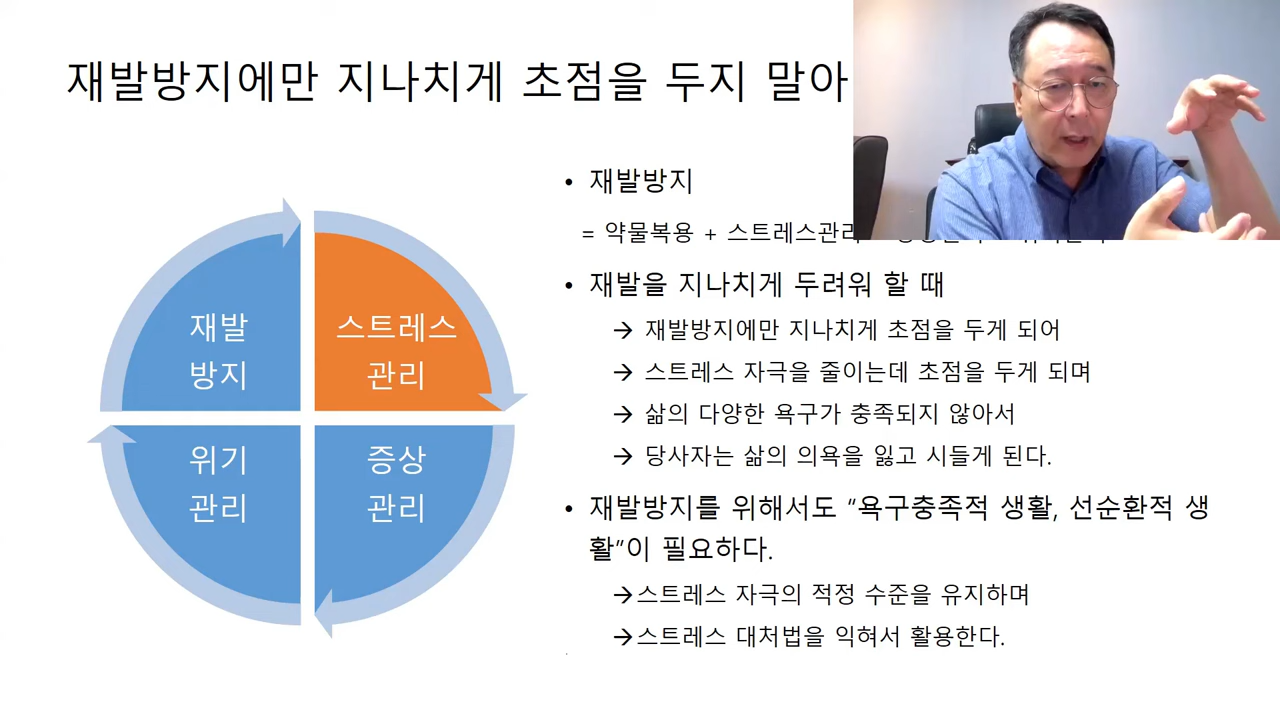 재발방지에만 지나치게 초점을 두지 말아
재발
방지
스트레스
관리
위기
관리
증상
관리
• 재발방지
= 약물복용 + 스트레스관리
• 재발을 지나치게 두려워 할 때
→ 재발방지에만 지나치게 초점을 두게 되어
→ 스트레스 자극을 줄이는데 초점을 두게 되며
→ 삶의 다양한 욕구가 충족되지 않아서
→ 당사자는 삶의 의욕을 잃고 시들게 된다.
• 재발방지를 위해서도 “욕구충족적 생활, 선순환적 생
활”이 필요하다.
→스트레스 자극의 적정 수준을 유지하며
→스트레스 대처법을 익혀서 활용한다.